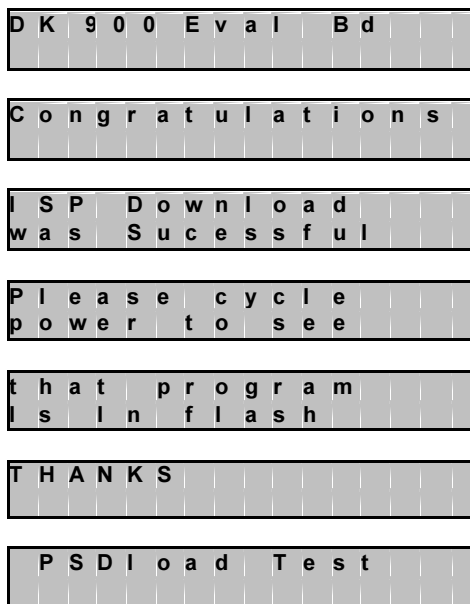 DK 900 Eval Bd
Congratulations
ISP Download
was Sucessful
Please cycle
power to see
that program
Is In flash
THANKS
PSDload Test